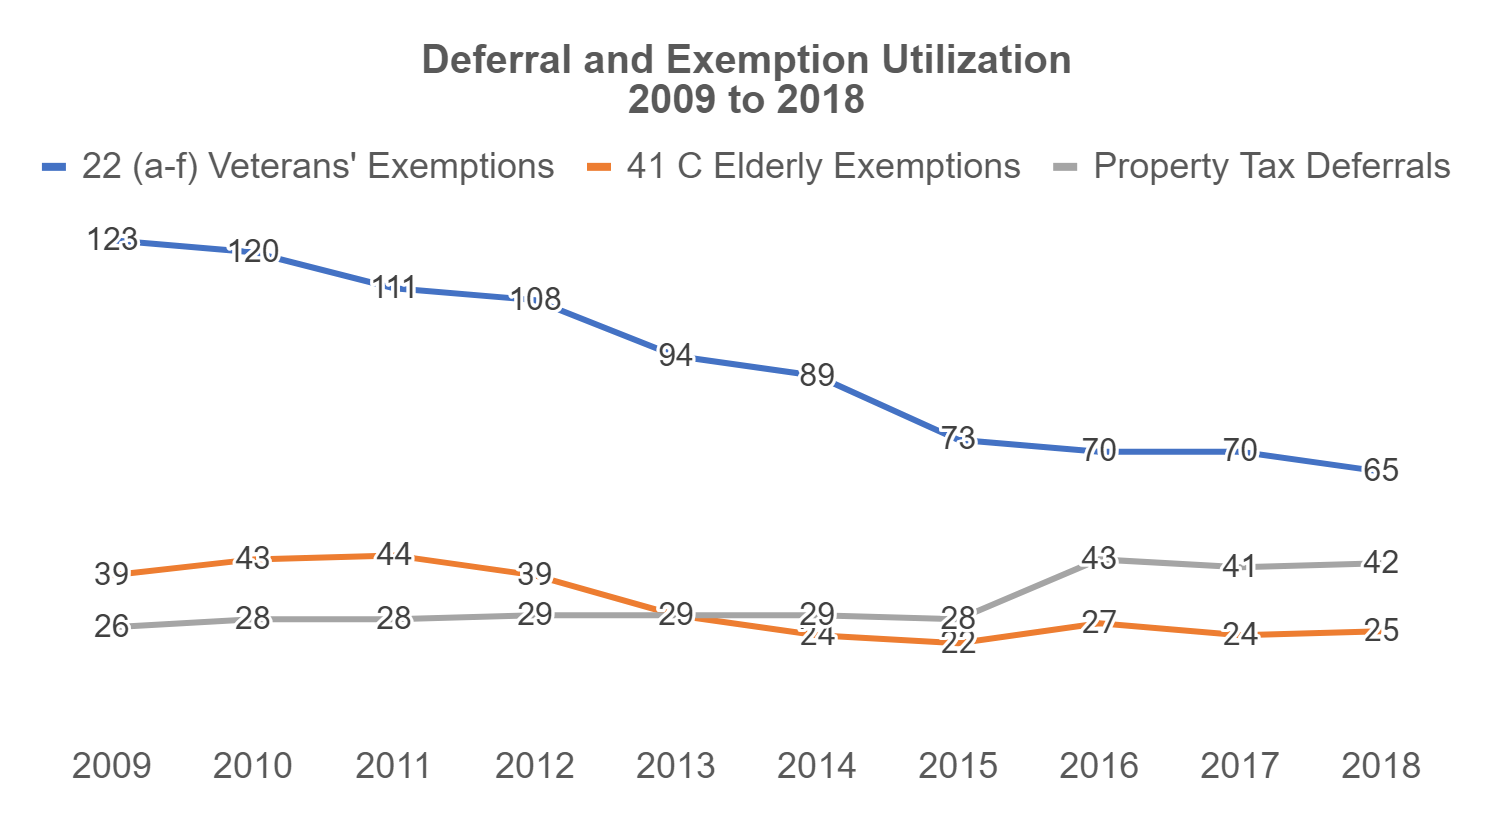 Deferral and Exemption Utilization
2009 to 2018
22 (a-f) Veterans' Exemptions 41 C Elderly Exemptions Property Tax Deferrals
123 120 111 108 94 89 73 70 70 65
39 43 44 39 29 24 22 27 24 25
26 28 28 29 29 29 28 43 41 42
2009 2010 2011 2012 2013 2014 2015 2016 2017 2018